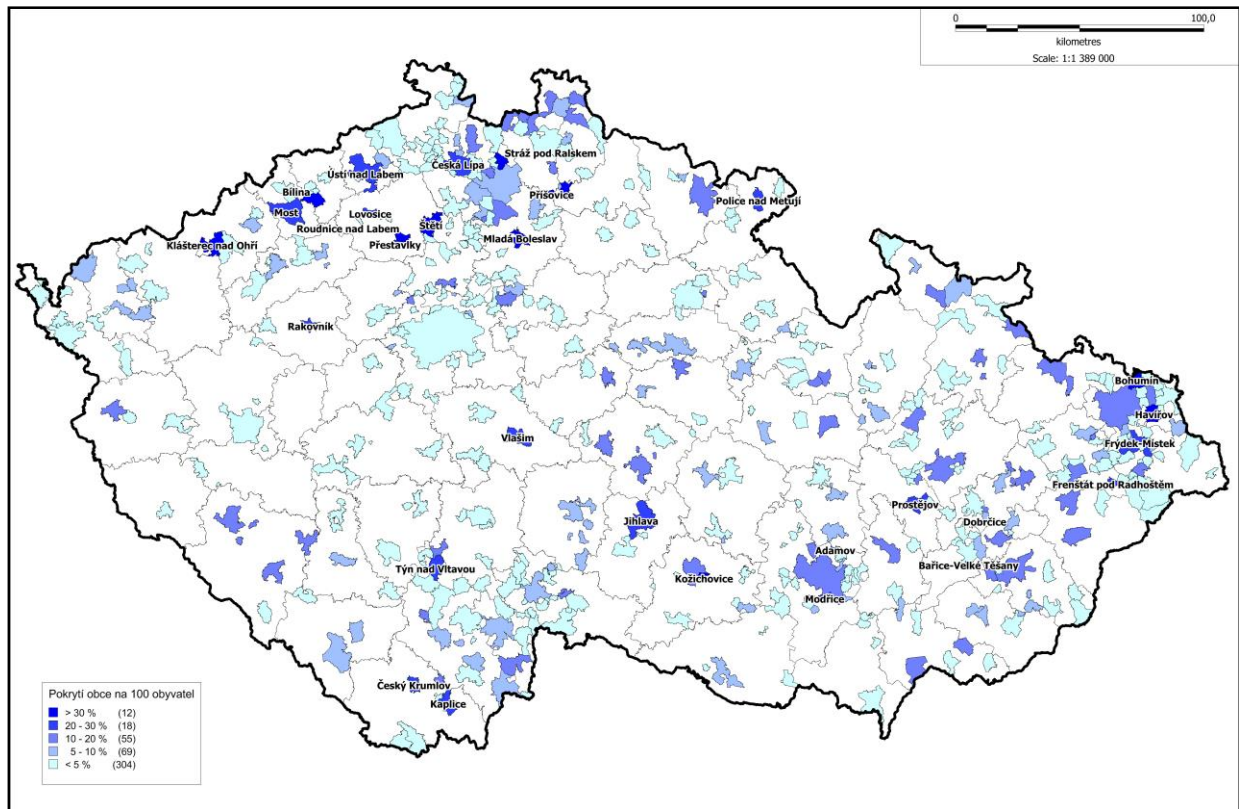 0 100,0
kilometres
Scale: 1:1 389 000
Stráž pod Ralskem
Česká Lípa
Ústí nad Labem
Bílina
Příšovice
Police nad Metují
Most
Lovosice
Roudnice nad Labem
Štětí
Klášterec nad Ohří
Přestavlky
Mladá Boleslav
Rakovník
Bohumín
Havířov
Vlašim
Frýdek-Místek
Frenštát pod Radhoštěm
Prostějov
Jihlava
Dobrčice
Adamov
Týn nad Vltavou
Bařice-Velké Těšany
Kožichovice
Modřice
Český Krumlov
Kaplice
Pokrytí obce na 100 obyvatel
> 30 % (12)
20 - 30 % (18)
10 - 20 % (55)
5 - 10 % (69)
< 5 % (304)